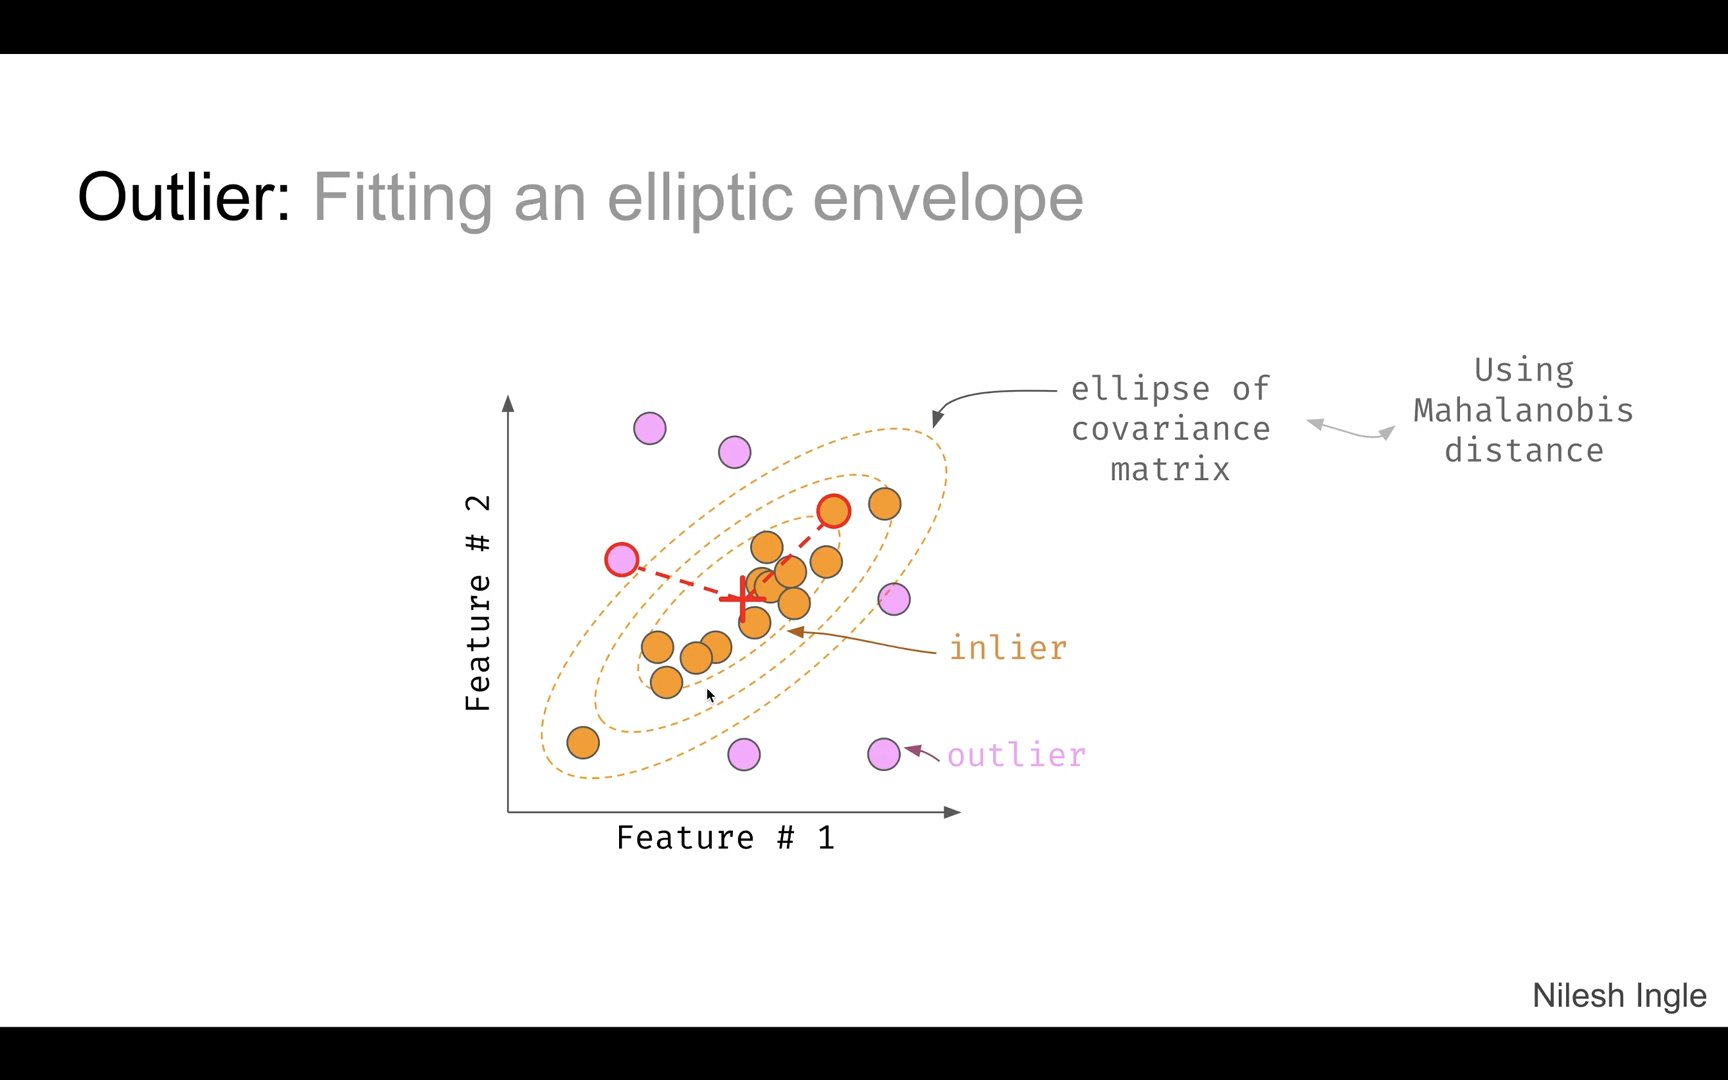 Outlier: Fitting an elliptic envelope
Using
Mahalanobis
distance
ellipse of
covariance
matrix
Feature # 2
inlier
outlier
Feature # 1
Nilesh Ingle